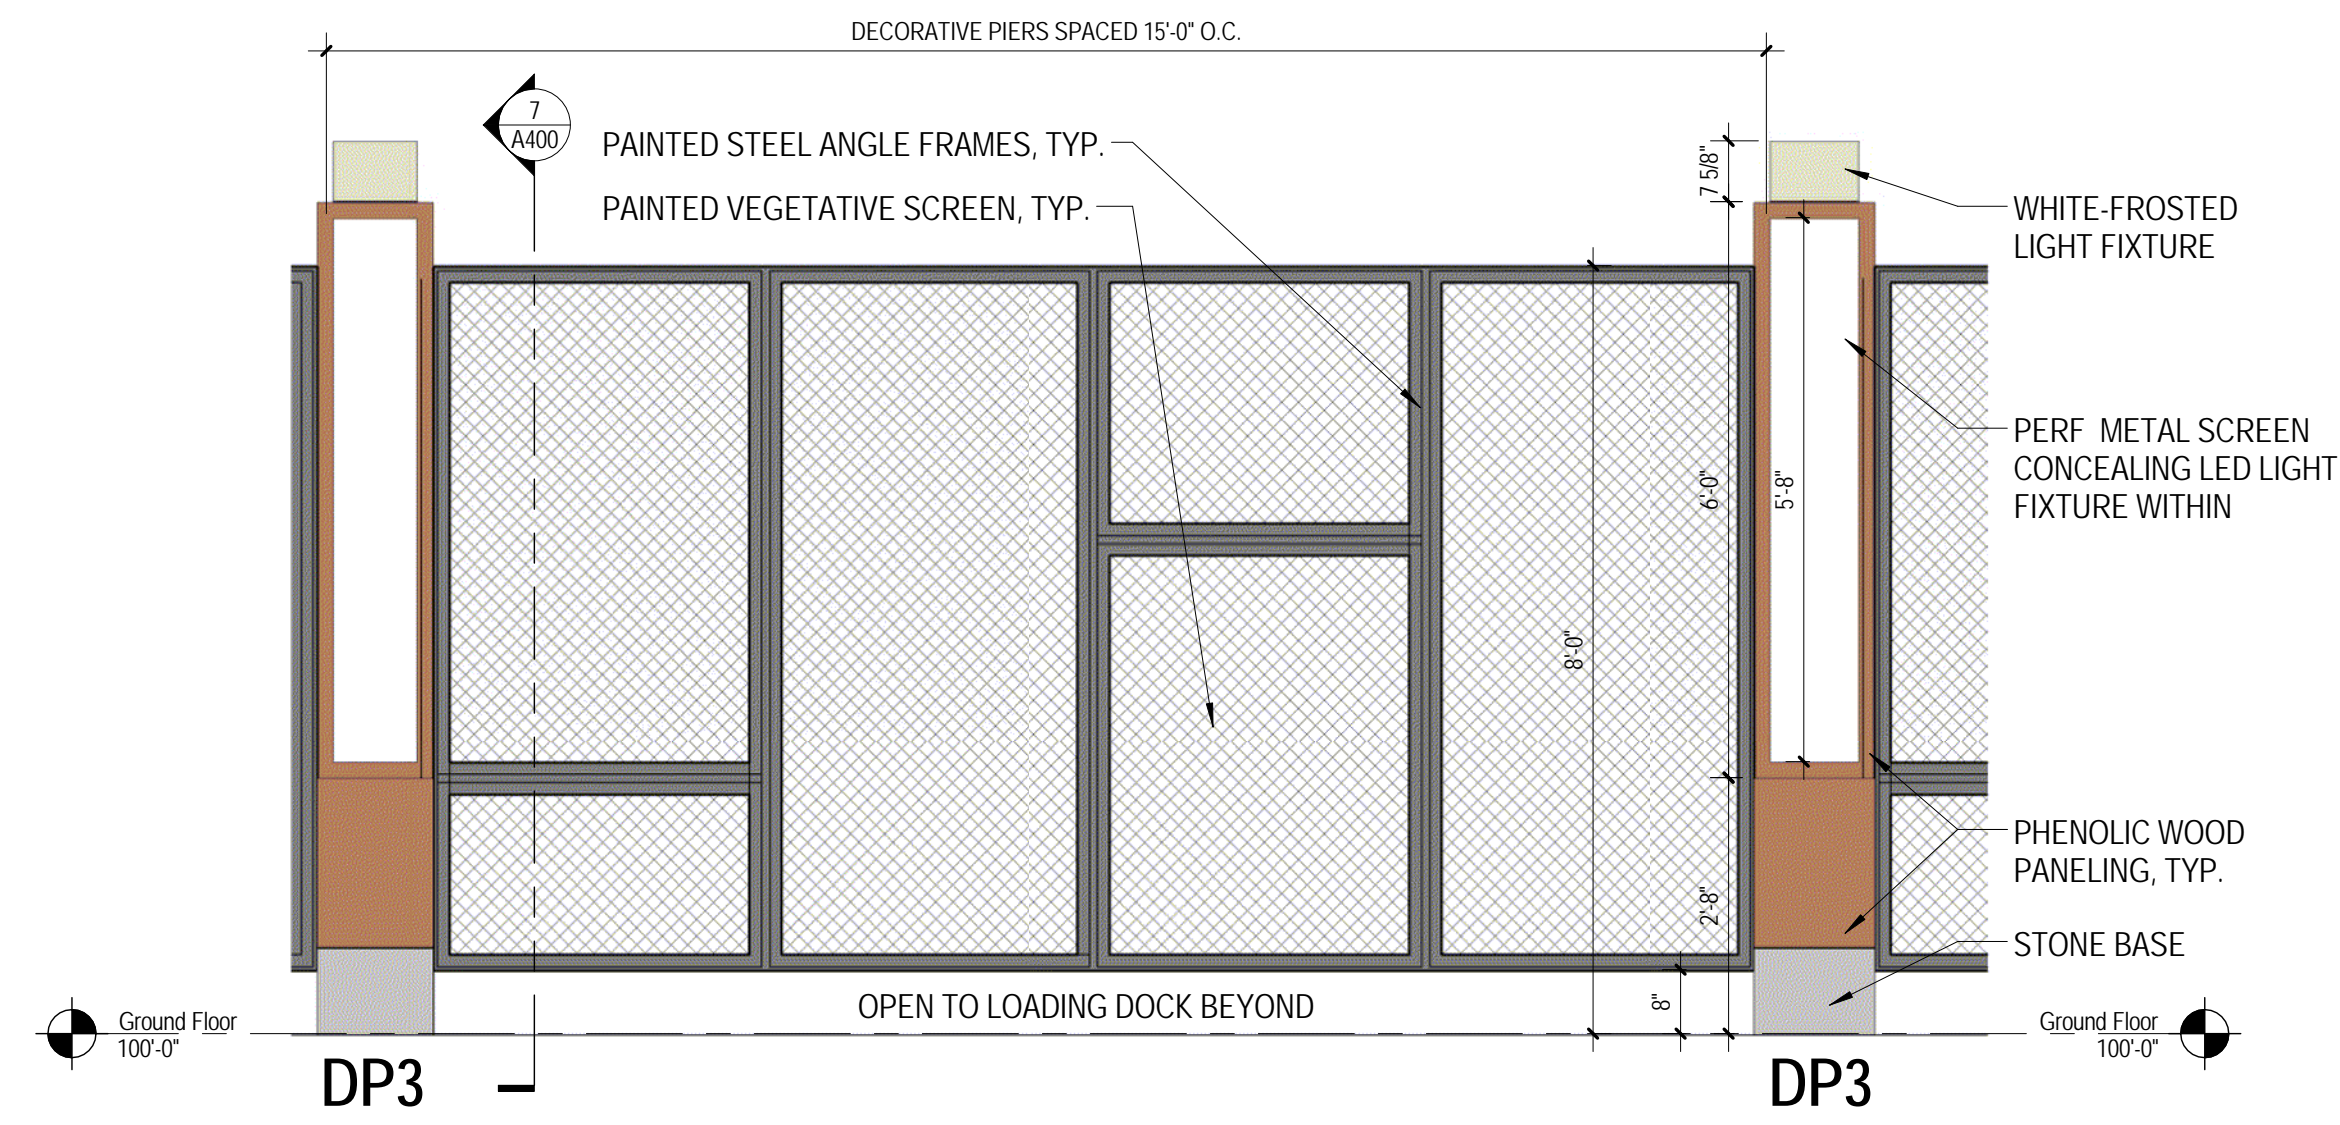 DECORATIVE PIERS SPACED 15'-0" O.C.
7
A400
PAINTED STEEL ANGLE FRAMES, TYP.
PAINTED VEGETATIVE SCREEN, TYP.
7 5/8"
WHITE-FROSTED
LIGHT FIXTURE
6'-0"
5'-8"
PERF METAL SCREEN
CONCEALING LED LIGHT
FIXTURE WITHIN
8'-0"
2'-8"
PHENOLIC WOOD
PANELING, TYP.
STONE BASE
8"
OPEN TO LOADING DOCK BEYOND
Ground Floor
100'-0"
Ground Floor
100'-0"
DP3
DP3